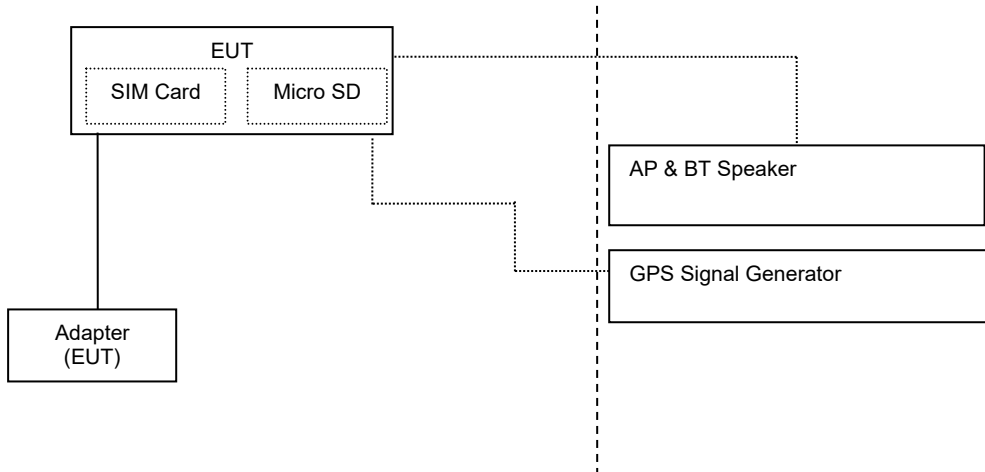 EUT
SIM Card
Micro SD
AP & BT Speaker
GPS Signal Generator
Adapter
(EUT)